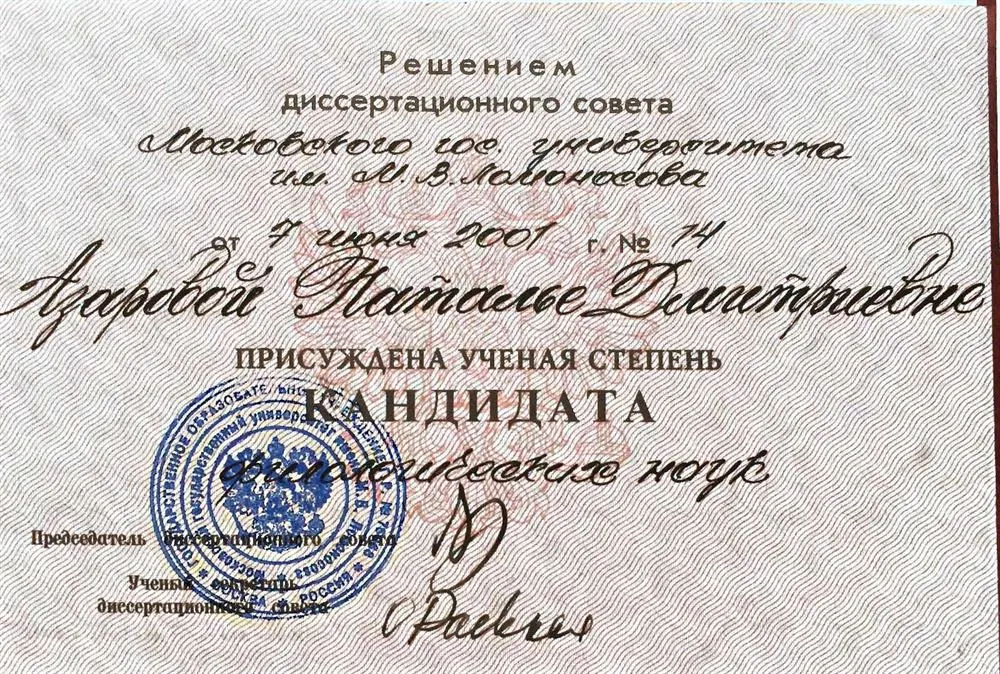 Решением
диссертационного совета
Московского гос. университета
им. М. В. Ломоносова
от 7 июня 2001 г. № 14
Азаровой Наталье Дмитриевне
ПРИСУЖДЕНА УЧЕНАЯ СТЕПЕНЬ
КАНДИДАТА
филологических наук
Председатель диссертационного совета
Ученый секретарь
диссертационного совета